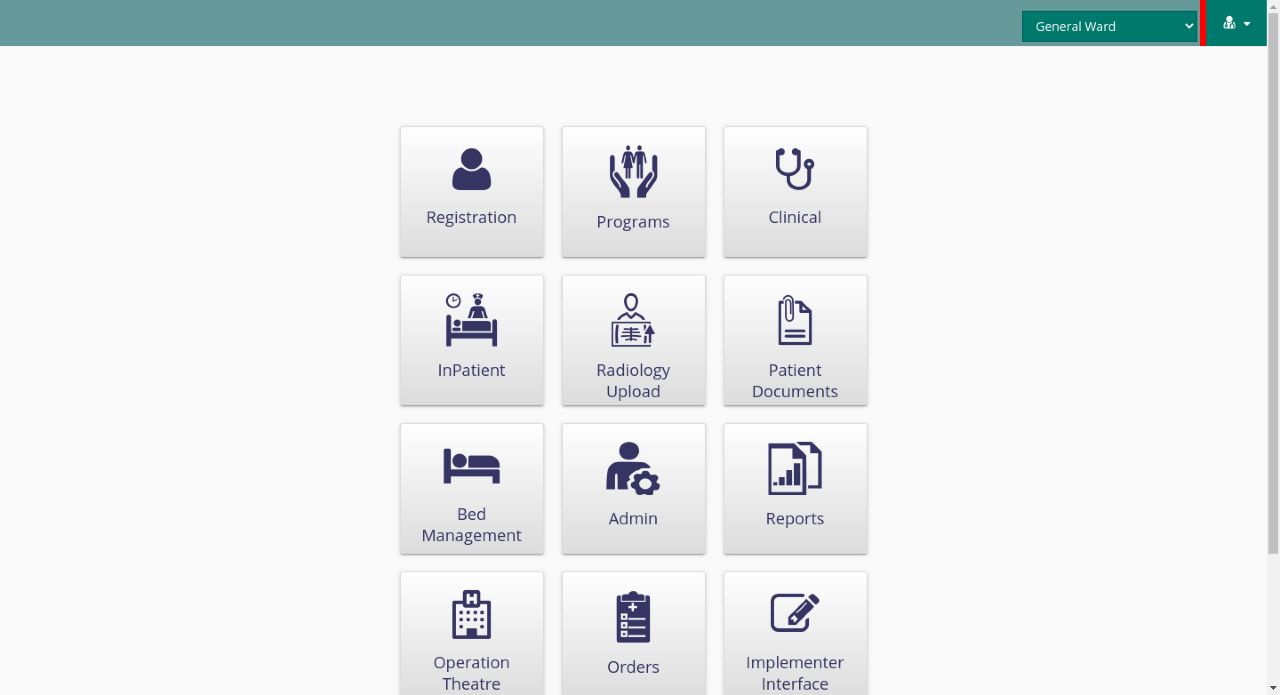 General Ward
Registration
Programs
Clinical
InPatient
Radiology
Upload
Patient
Documents
Bed
Management
Admin
Reports
Operation
Theatre
Orders
Implementer
Interface